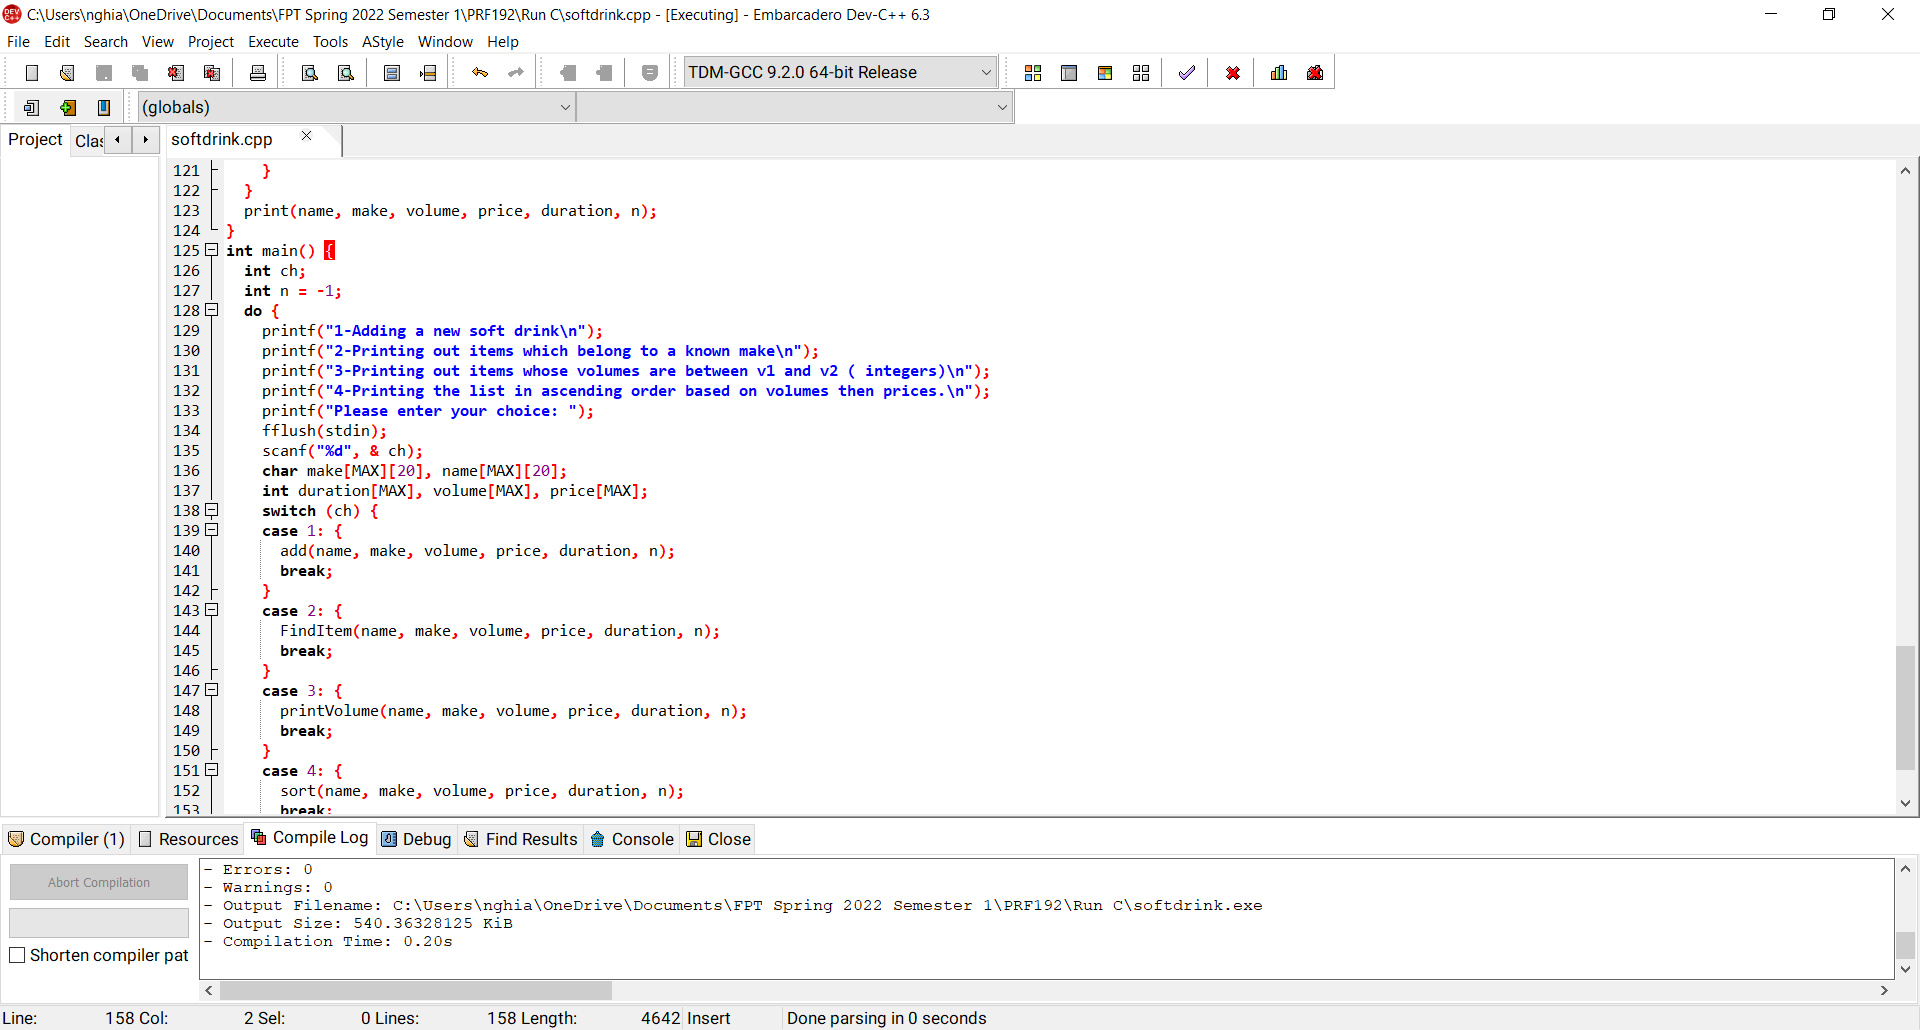 C:\Users\nghia\OneDrive\Documents\FPT Spring 2022 Semester 1\PRF192\Run C\softdrink.cpp - [Executing] - Embarcadero Dev-C++ 6.3
File Edit Search View Project Execute Tools AStyle Window Help
TDM-GCC 9.2.0 64-bit Release
(globals)
Project Clas softdrink.cpp
121 }
122 }
123 print(name, make, volume, price, duration, n);
124 }
125 int main() {
126 int ch;
127 int n = -1;
128 do {
129 printf("1-Adding a new soft drink\n");
130 printf("2-Printing out items which belong to a known make\n");
131 printf("3-Printing out items whose volumes are between v1 and v2 ( integers)\n");
132 printf("4-Printing the list in ascending order based on volumes then prices.\n");
133 printf("Please enter your choice: ");
134 fflush(stdin);
135 scanf("%d", & ch);
136 char make[MAX][20], name[MAX][20];
137 int duration[MAX], volume[MAX], price[MAX];
138 switch (ch) {
139 case 1: {
140 add(name, make, volume, price, duration, n);
141 break;
142 }
143 case 2: {
144 FindItem(name, make, volume, price, duration, n);
145 break;
146 }
147 case 3: {
148 printVolume(name, make, volume, price, duration, n);
149 break;
150 }
151 case 4: {
152 sort(name, make, volume, price, duration, n);
153 break;
Compiler (1) Resources Compile Log Debug Find Results Console Close
Abort Compilation
Shorten compiler pat
- Errors: 0
- Warnings: 0
- Output Filename: C:\Users\nghia\OneDrive\Documents\FPT Spring 2022 Semester 1\PRF192\Run C\softdrink.exe
- Output Size: 540.36328125 KiB
- Compilation Time: 0.20s
Line: 158 Col: 2 Sel: 0 Lines: 158 Length: 4642 Insert Done parsing in 0 seconds